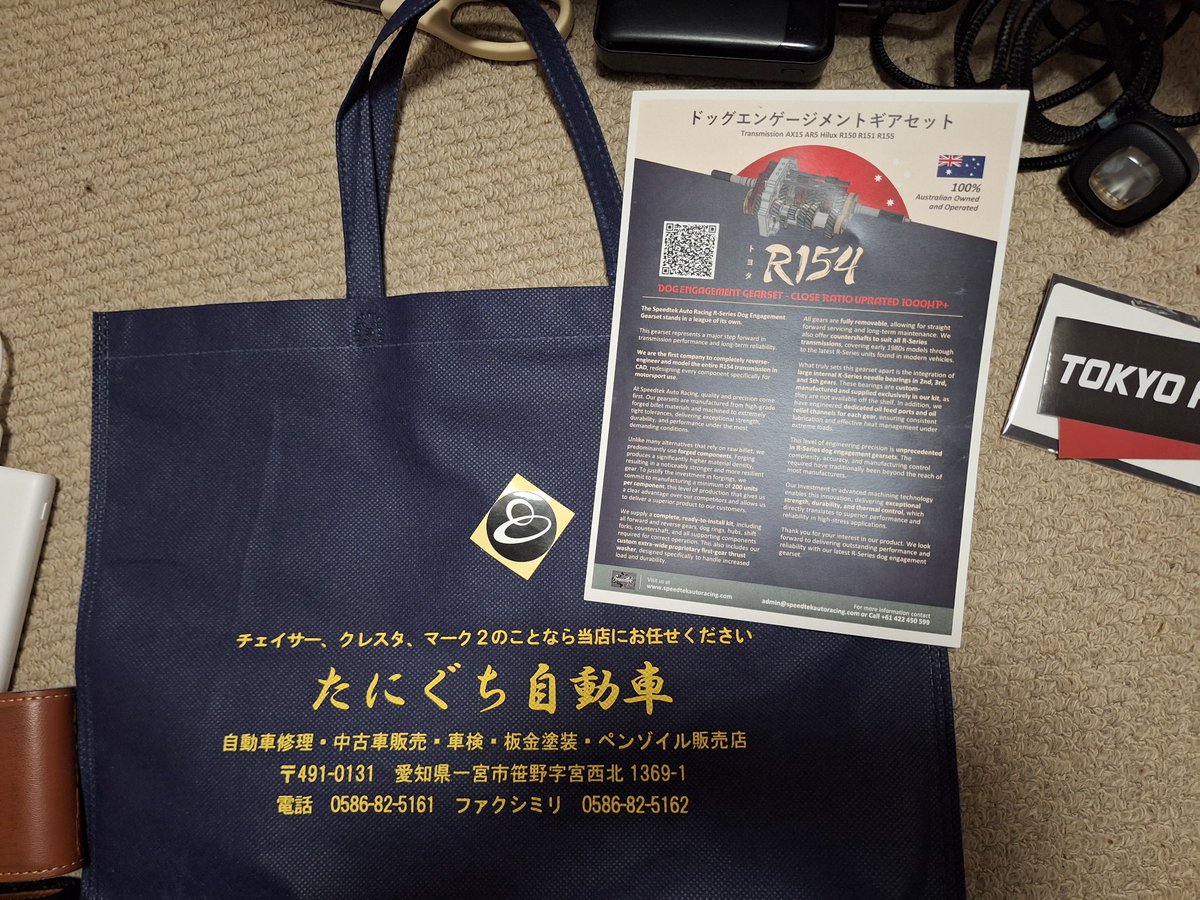 ドッグエンゲージメントギアセット
Transmission AX15 AR5 Hilux R150 R151 R155
100%
Australian Owned
and Operated
トヨタ
R154
DOG ENGAGEMENT GEARSET - CLOSE RATIO UPRATED 1000HP+
The Speedtek Auto Racing R-Series Dog Engagement
Gearset stands in a league of its own.
This gearset represents a major step forward in
transmission performance and long-term reliability.
We are the first company to completely reverse-
engineer and model the entire R154 transmission in
CAD, redesigning every component specifically for
motorsport use.
At Speedtek Auto Racing, quality and precision come
first. Our gearsets are manufactured from high-grade
forged billet materials and machined to extremely
tight tolerances, delivering exceptional strength,
durability, and performance under the most
demanding conditions.
Unlike many alternatives that rely on raw billet, we
predominantly use forged components. Forging
produces a significantly higher material density,
resulting in a noticeably stronger and more resilient
gear. To justify the investment in forgings, we
commit to manufacturing a minimum of 200 units
per component, this level of production that gives us
a clear advantage over our competitors and allows us
to deliver a superior product to our customers.
We supply a complete, ready-to-install kit, including
all forward and reverse gears, dog rings, hubs, shift
forks, countershaft, and all supporting components
required for correct operation. This also includes our
custom extra-wide proprietary first-gear thrust
washer, designed specifically to handle increased
load and durability.
All gears are fully removable, allowing for straight
forward servicing and long-term maintenance. We
also offer countershafts to suit all R-Series
transmissions, covering early 1980s models through
to the latest R-Series units found in modern vehicles.
What truly sets this gearset apart is the integration of
large internal K-Series needle bearings in 2nd, 3rd,
and 5th gears. These bearings are custom-
manufactured and supplied exclusively in our kit, as
they are not available off the shelf. In addition, we
have engineered dedicated oil feed ports and oil
relief channels for each gear, ensuring consistent
lubrication and effective heat management under
extreme loads.
This level of engineering precision is unprecedented
in R-Series dog engagement gearsets. The
complexity, accuracy, and manufacturing control
required have traditionally been beyond the reach of
most manufacturers.
Our investment in advanced machining technology
enables this innovation, delivering exceptional
strength, durability, and thermal control, which
directly translates to superior performance and
reliability in high-stress applications.
Thank you for your interest in our product. We look
forward to delivering outstanding performance and
reliability with our latest R-Series dog engagement
gearset.
Speedtek
Visit us at
www.speedtekautoracing.com
For more information contact
admin@speedtekautoracing.com or Call +61 422 450 599
TOKYO
チェイサー、クレスタ、マーク2のことなら当店にお任せください
たにぐち自動車
自動車修理・中古車販売・車検・板金塗装・ペンゾイル販売店
〒491-0131 愛知県一宮市笹野字宮西北1369-1
電話 0586-82-5161 ファクシミリ 0586-82-5162